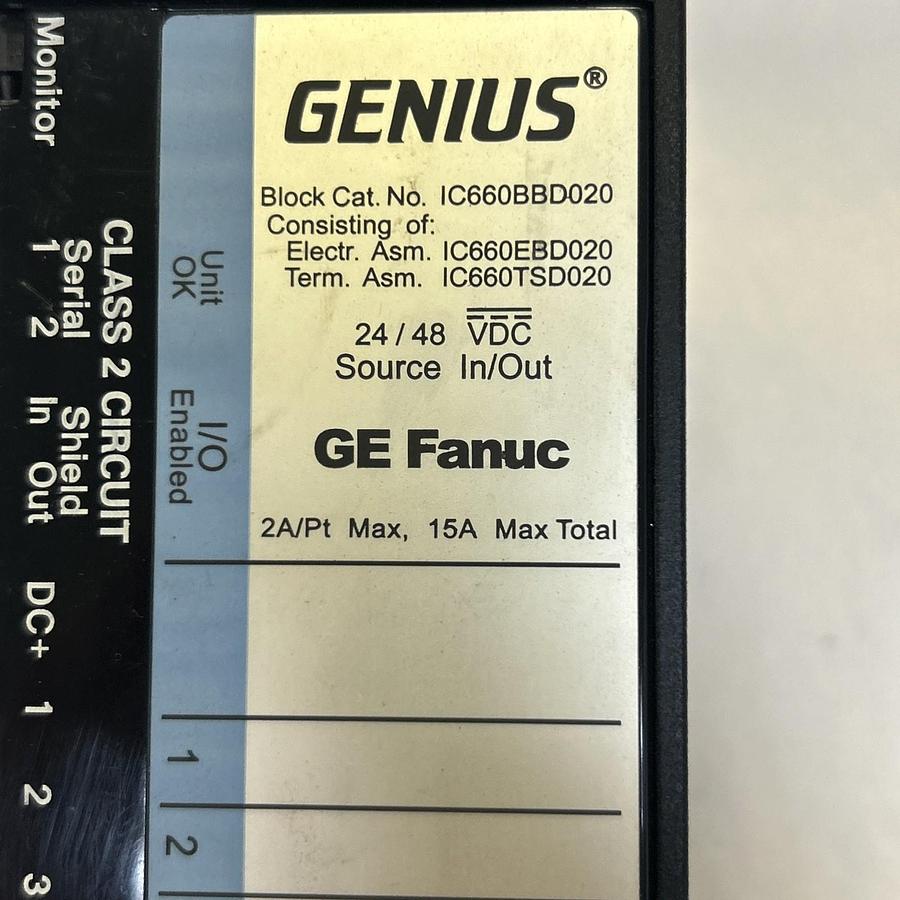 GENIUS®
Block Cat. No. IC660BBD020
Consisting of:
Electr. Asm. IC660EBD020
Term. Asm. IC660TSD020
24 / 48 VDC
Source In/Out
GE Fanuc
2A/Pt Max, 15A Max Total
Unit
OK
I/O
Enabled
1
2
CLASS 2 CIRCUIT
Monitor
Serial
1 2
Shield
In Out
DC+
1
2
3